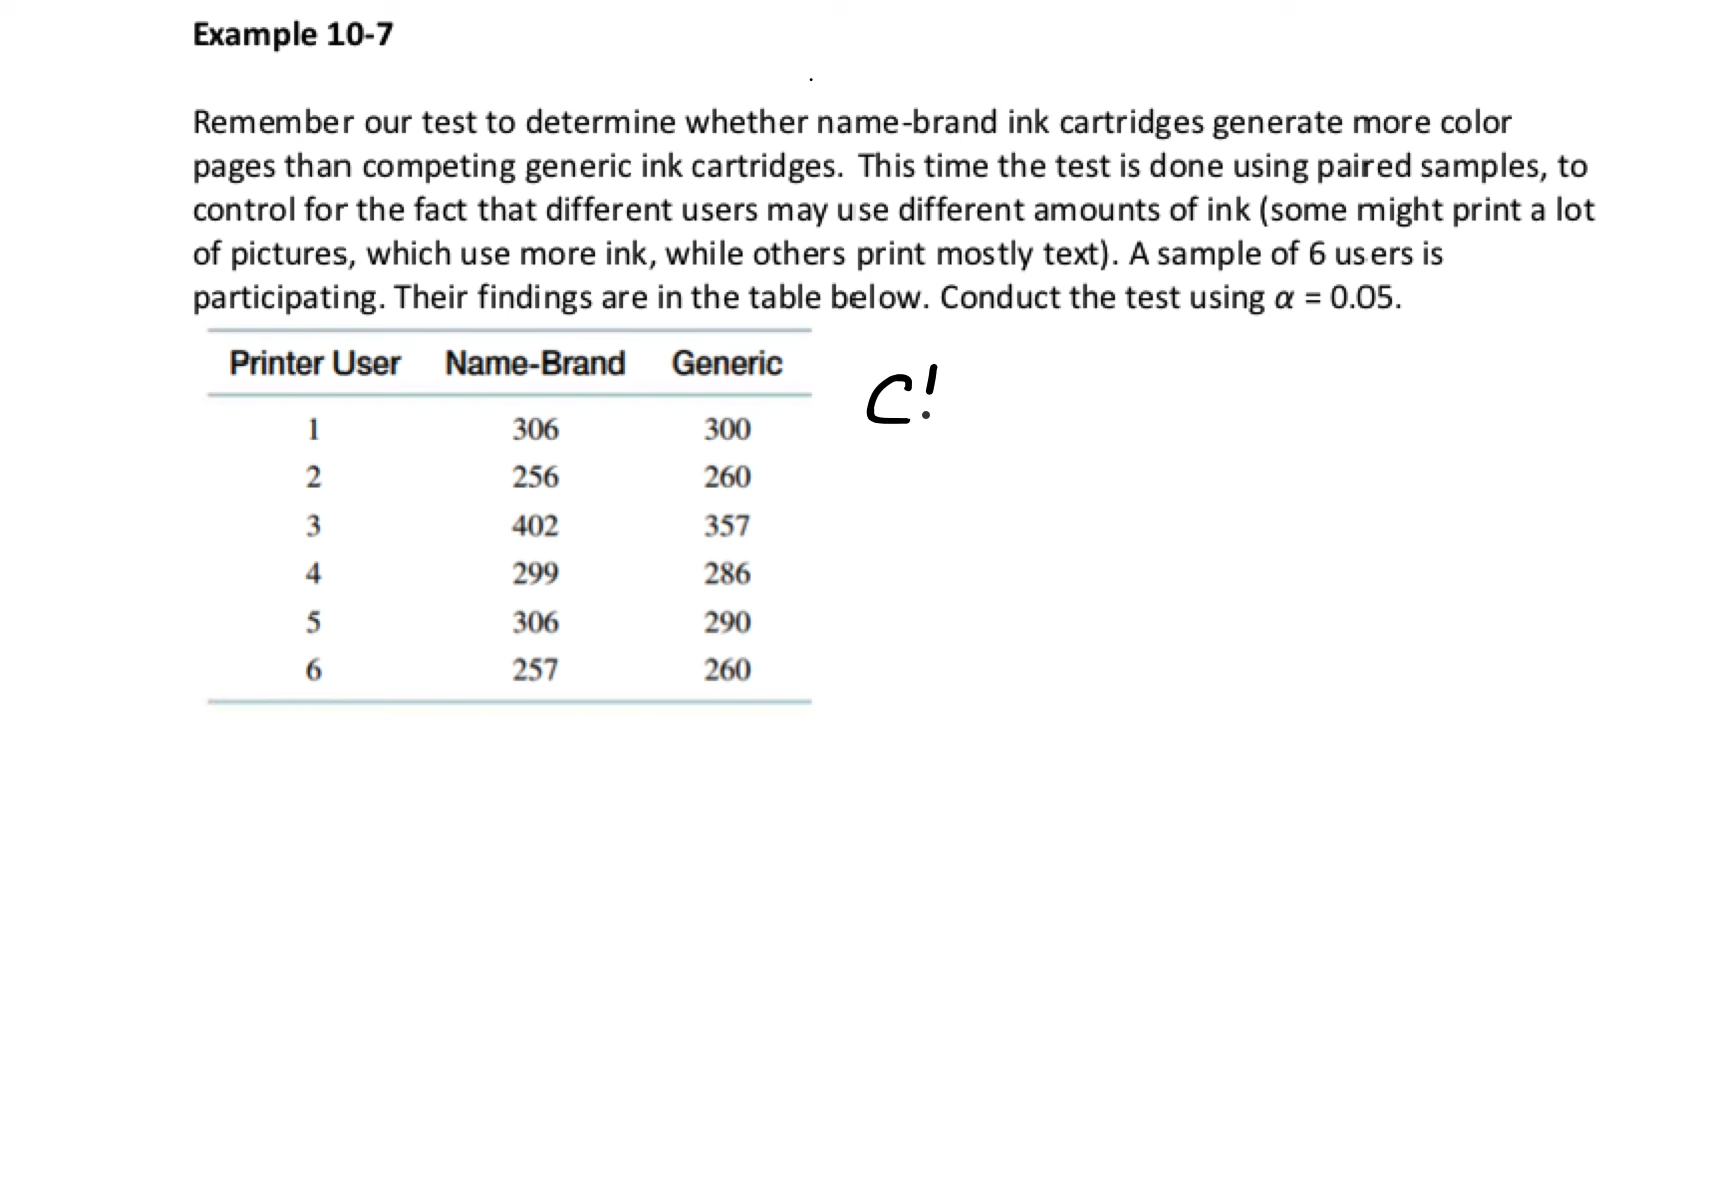 Example 10-7
Remember our test to determine whether name-brand ink cartridges generate more color
pages than competing generic ink cartridges. This time the test is done using paired samples, to
control for the fact that different users may use different amounts of ink (some might print a lot
of pictures, which use more ink, while others print mostly text). A sample of 6 users is
participating. Their findings are in the table below. Conduct the test using α = 0.05.
Printer User Name-Brand Generic
1 306 300
2 256 260
3 402 357
4 299 286
5 306 290
6 257 260
C!